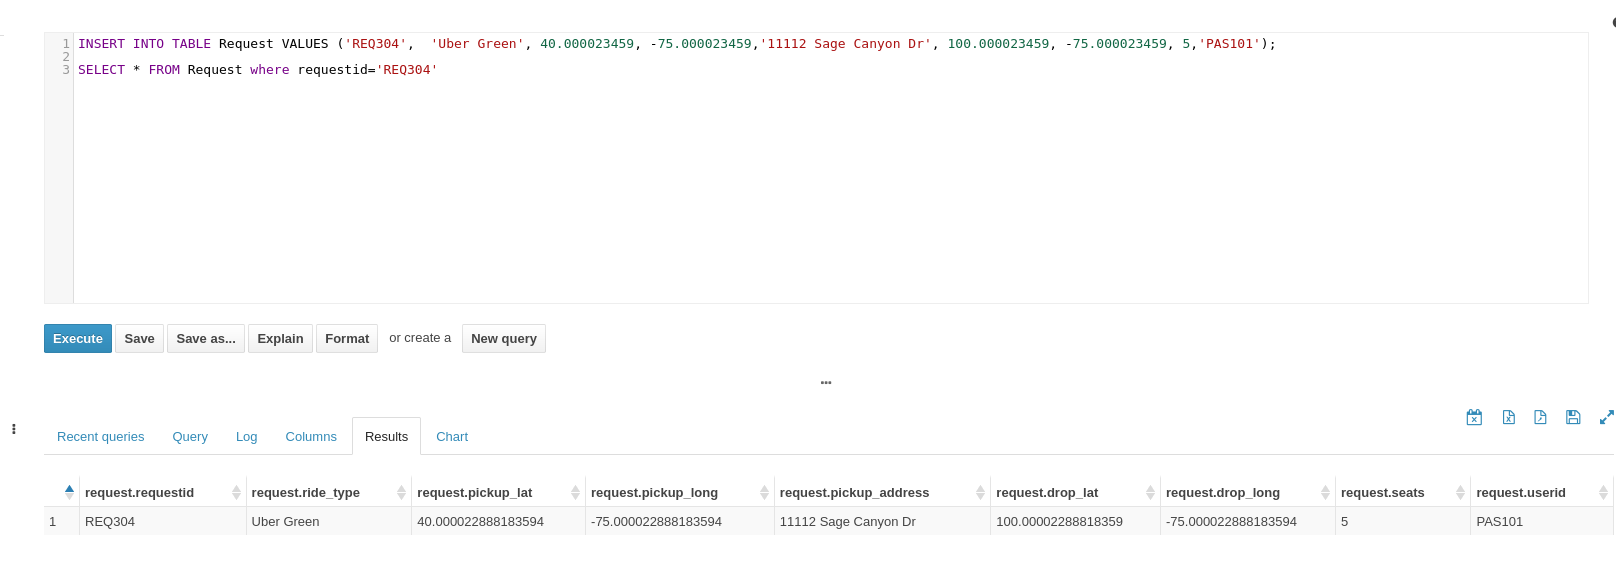 1 INSERT INTO TABLE Request VALUES ('REQ304',  'Uber Green', 40.000023459, -75.000023459,'11112 Sage Canyon Dr', 100.000023459, -75.000023459, 5,'PAS101');
2
3 SELECT * FROM Request where requestid='REQ304'
Execute Save Save as... Explain Format or create a New query
Recent queries Query Log Columns Results Chart
request.requestid request.ride_type request.pickup_lat request.pickup_long request.pickup_address request.drop_lat request.drop_long request.seats request.userid
1 REQ304 Uber Green 40.000022888183594 -75.000022888183594 11112 Sage Canyon Dr 100.00002288818359 -75.000022888183594 5 PAS101